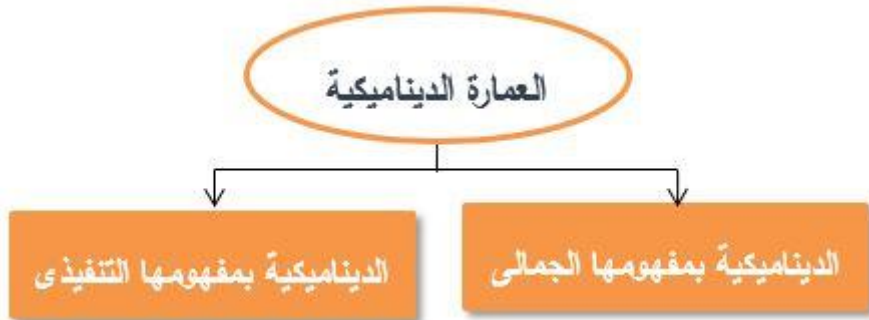 العمارة الديناميكية
الديناميكية بمفهومها الجمالى
الديناميكية بمفهومها التنفيذى